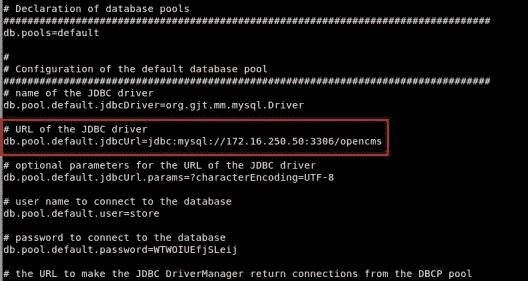 # Declaration of database pools
#################################################################################
db.pools=default
#
# Configuration of the default database pool
#################################################################################
# name of the JDBC driver
db.pool.default.jdbcDriver=org.gjt.mm.mysql.Driver
# URL of the JDBC driver
db.pool.default.jdbcUrl=jdbc:mysql://172.16.250.50:3306/opencms
# optional parameters for the URL of the JDBC driver
db.pool.default.jdbcUrl.params=?characterEncoding=UTF-8
# user name to connect to the database
db.pool.default.user=store
# password to connect to the database
db.pool.default.password=WTWOIUEfjSLeij
# the URL to make the JDBC DriverManager return connections from the DBCP pool